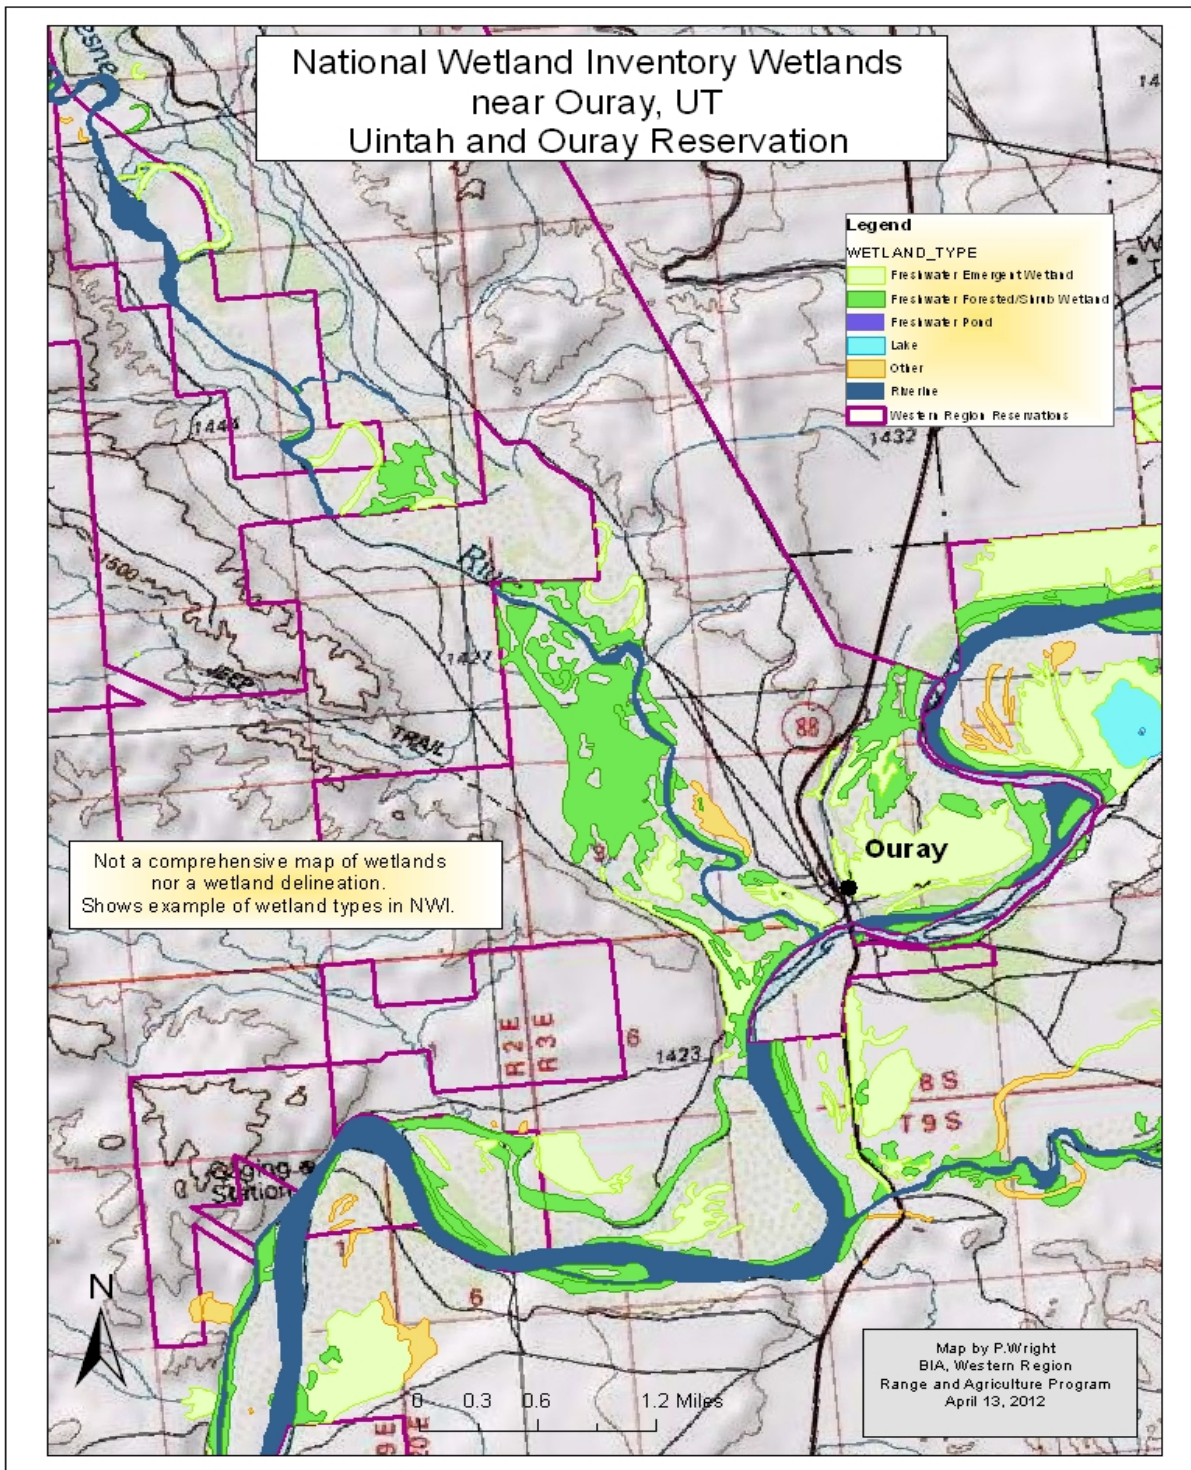 National Wetland Inventory Wetlands
near Ouray, UT
Uintah and Ouray Reservation
Legend
WETLAND_TYPE
Freshwater Emergent Wetland
Freshwater Forested/Shrub Wetland
Freshwater Pond
Lake
Other
Riverine
Western Region Reservations
1432
1500
1427
JEEP
TRAIL
88
Ouray
9
Not a comprehensive map of wetlands
nor a wetland delineation.
Shows example of wetland types in NWI.
R2E
R3E
6
1423
8 S
T 9 S
Station
1
6
N
0 0.3 0.6 1.2 Miles
Map by P.Wright
BIA, Western Region
Range and Agriculture Program
April 13, 2012